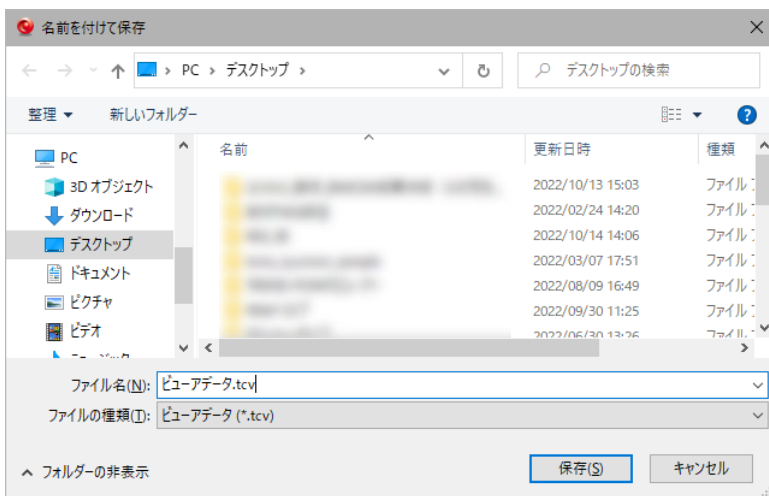 名前を付けて保存
PC › デスクトップ ›
デスクトップの検索
整理 新しいフォルダー
名前 更新日時 種類
PC
3D オブジェクト
ダウンロード
デスクトップ
ドキュメント
ピクチャ
ビデオ
2022/10/13 15:03 ファイル
2022/02/24 14:20 ファイル
2022/10/14 14:06 ファイル
2022/03/07 17:51 ファイル
2022/08/09 16:49 ファイル
2022/09/30 11:25 ファイル
2022/06/30 13:26 ファイル
ファイル名(N): ビューアデータ.tcv
ファイルの種類(T): ビューアデータ (*.tcv)
フォルダーの非表示
保存(S) キャンセル